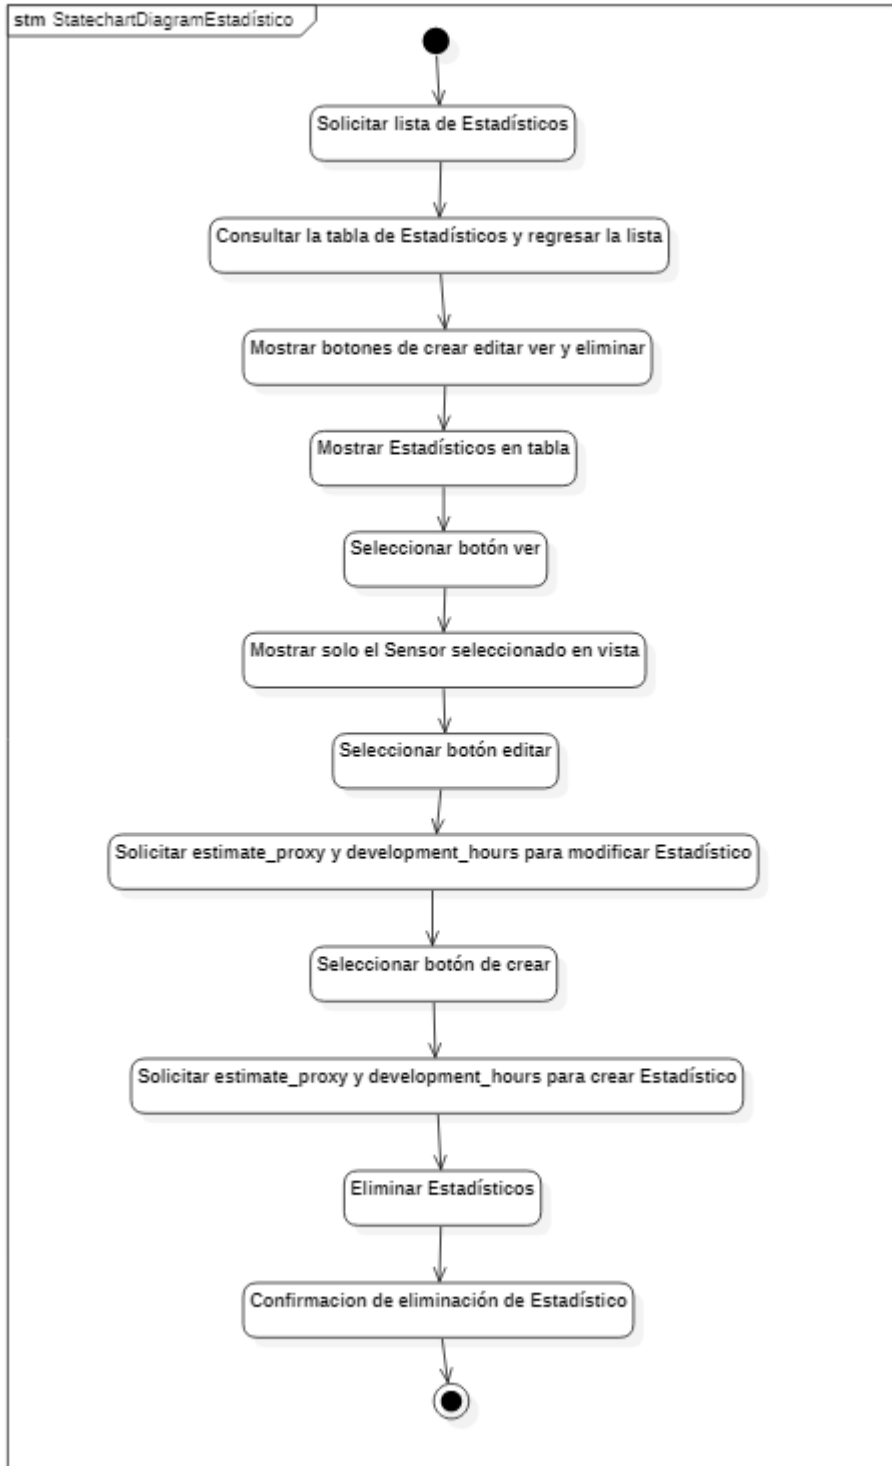 stm StatechartDiagramEstadístico
Solicitar lista de Estadísticos
Consultar la tabla de Estadísticos y regresar la lista
Mostrar botones de crear editar ver y eliminar
Mostrar Estadísticos en tabla
Seleccionar botón ver
Mostrar solo el Sensor seleccionado en vista
Seleccionar botón editar
Solicitar estimate_proxy y development_hours para modificar Estadístico
Seleccionar botón de crear
Solicitar estimate_proxy y development_hours para crear Estadístico
Eliminar Estadísticos
Confirmacion de eliminación de Estadístico